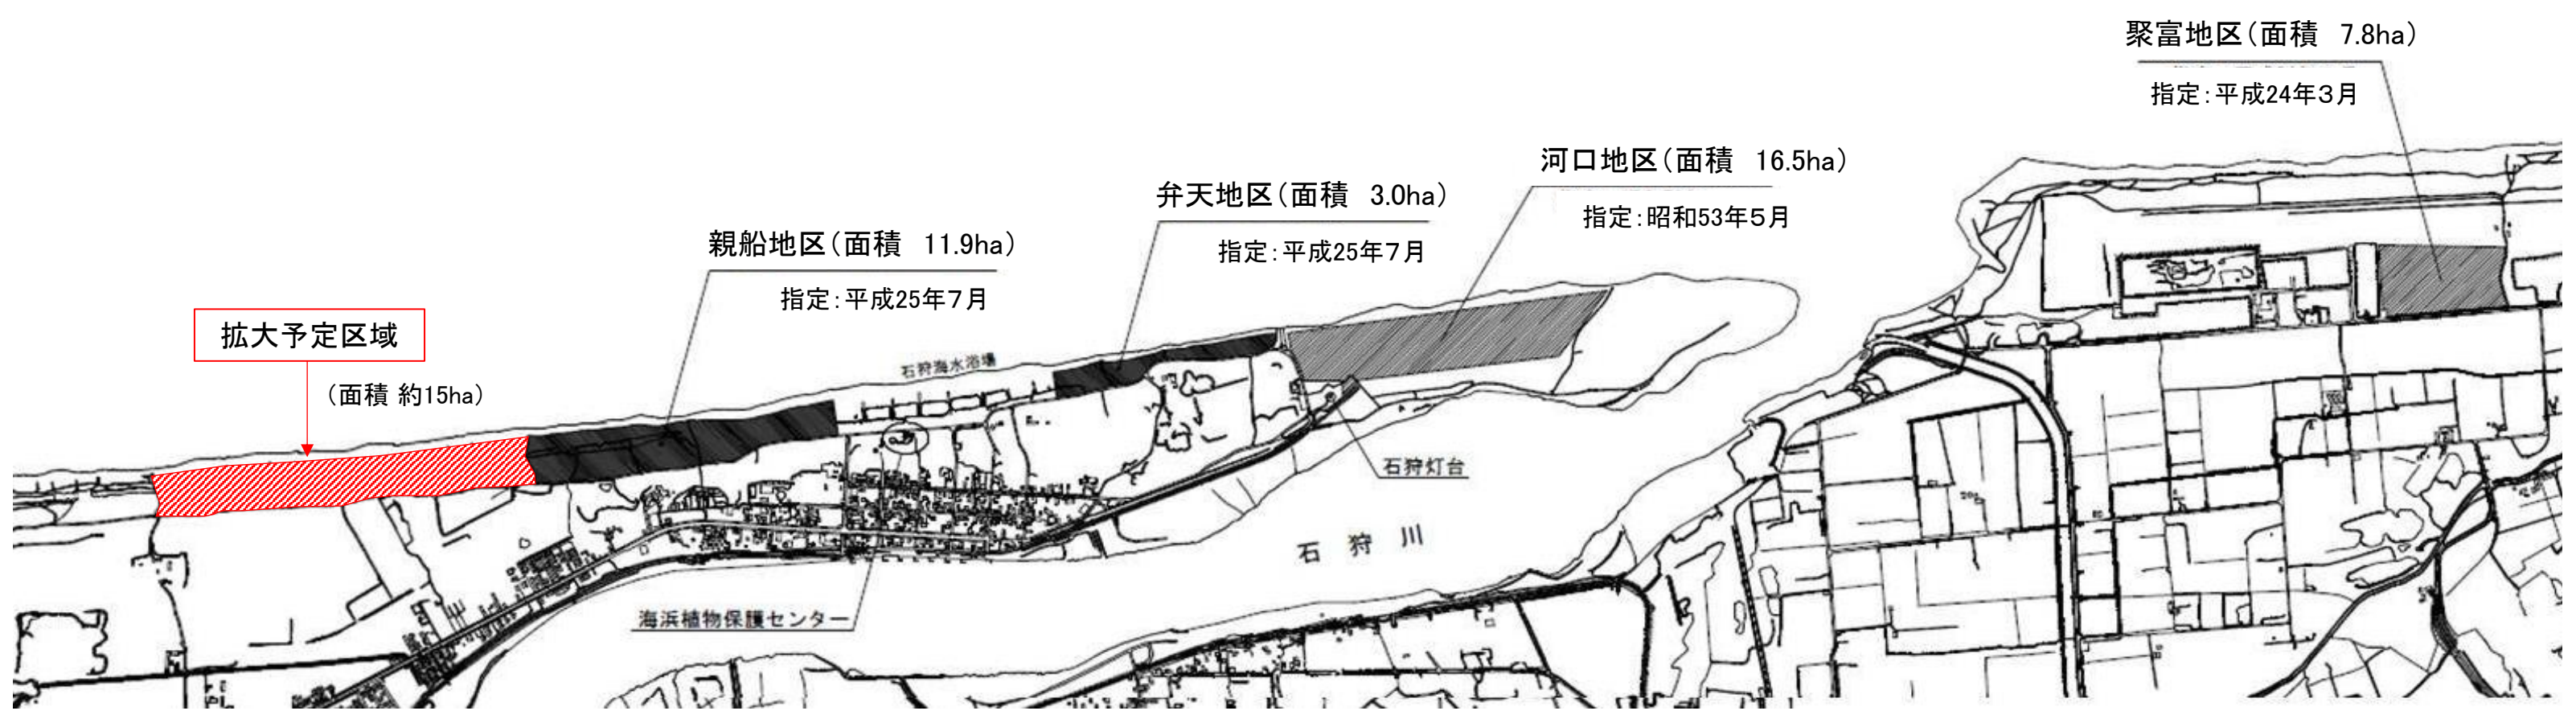 聚富地区(面積 7.8ha)
指定:平成24年3月
河口地区(面積 16.5ha)
指定:昭和53年5月
弁天地区(面積 3.0ha)
指定:平成25年7月
親船地区(面積 11.9ha)
指定:平成25年7月
拡大予定区域
(面積 約15ha)
石狩海水浴場
石狩灯台
石狩川
海浜植物保護センター